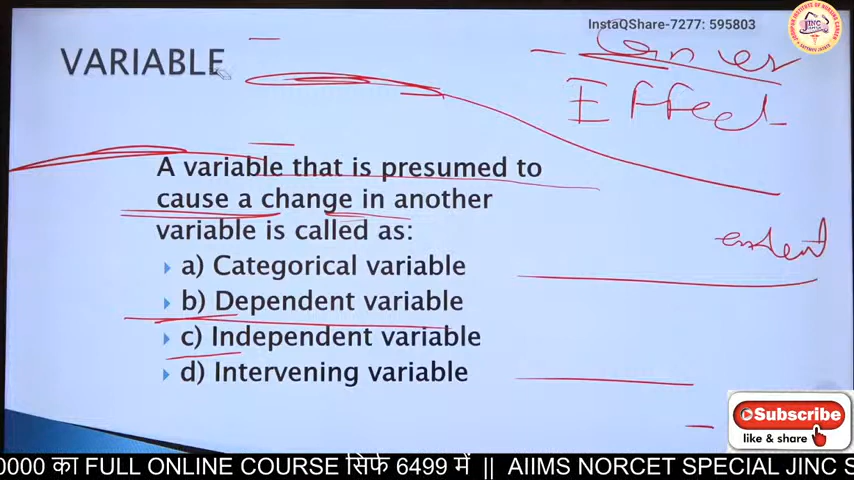 InstaQShare-7277: 595803
JINC
VARIABLE
Effect
A variable that is presumed to
cause a change in another
variable is called as:
a) Categorical variable
extent
b) Dependent variable
c) Independent variable
d) Intervening variable
Subscribe
like & share
0000 का FULL ONLINE COURSE सिर्फ 6499 में || AIIMS NORCET SPECIAL JINC S